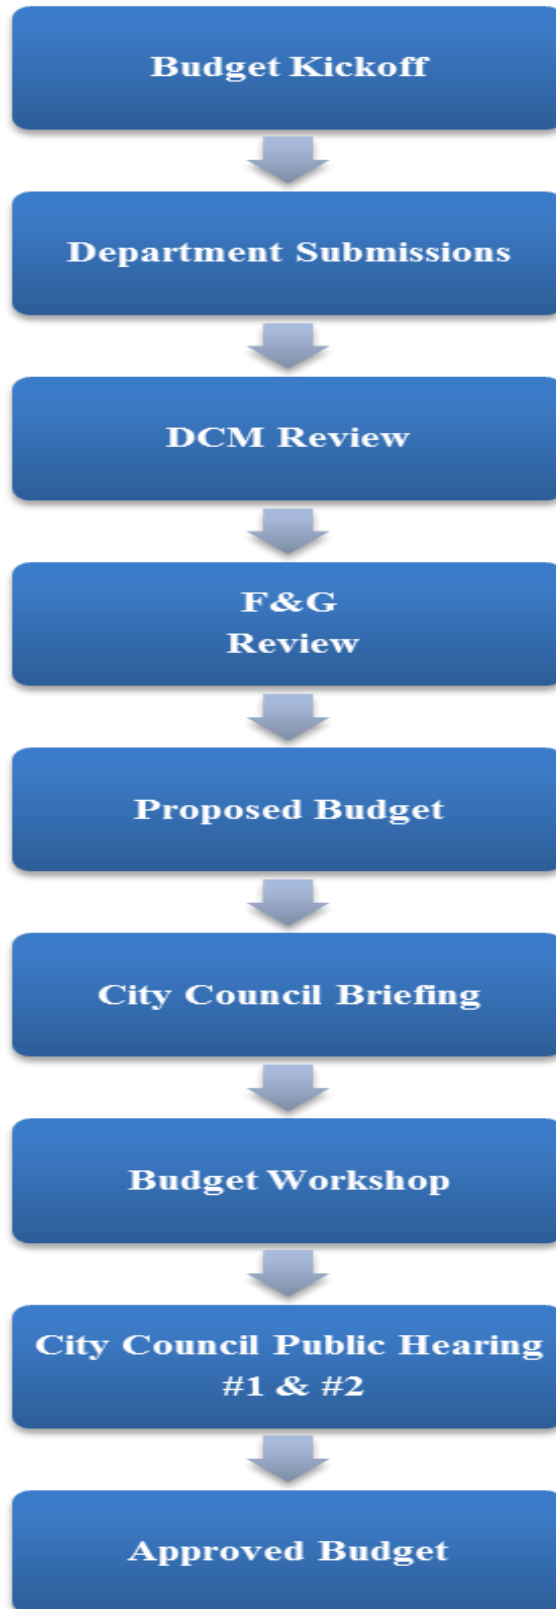 Budget Kickoff
Department Submissions
DCM Review
F&G
Review
Proposed Budget
City Council Briefing
Budget Workshop
City Council Public Hearing
#1 & #2
Approved Budget